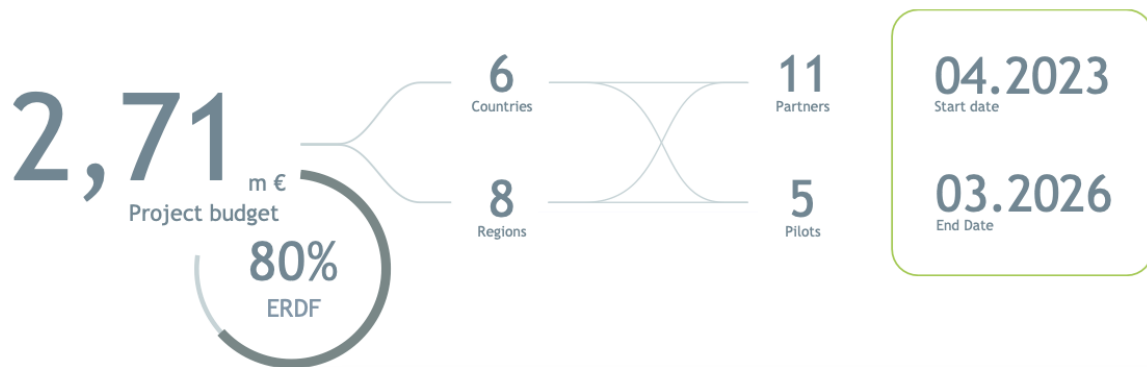 2,71
m €
Project budget
80%
ERDF
6
Countries
8
Regions
11
Partners
5
Pilots
04.2023
Start date
03.2026
End Date